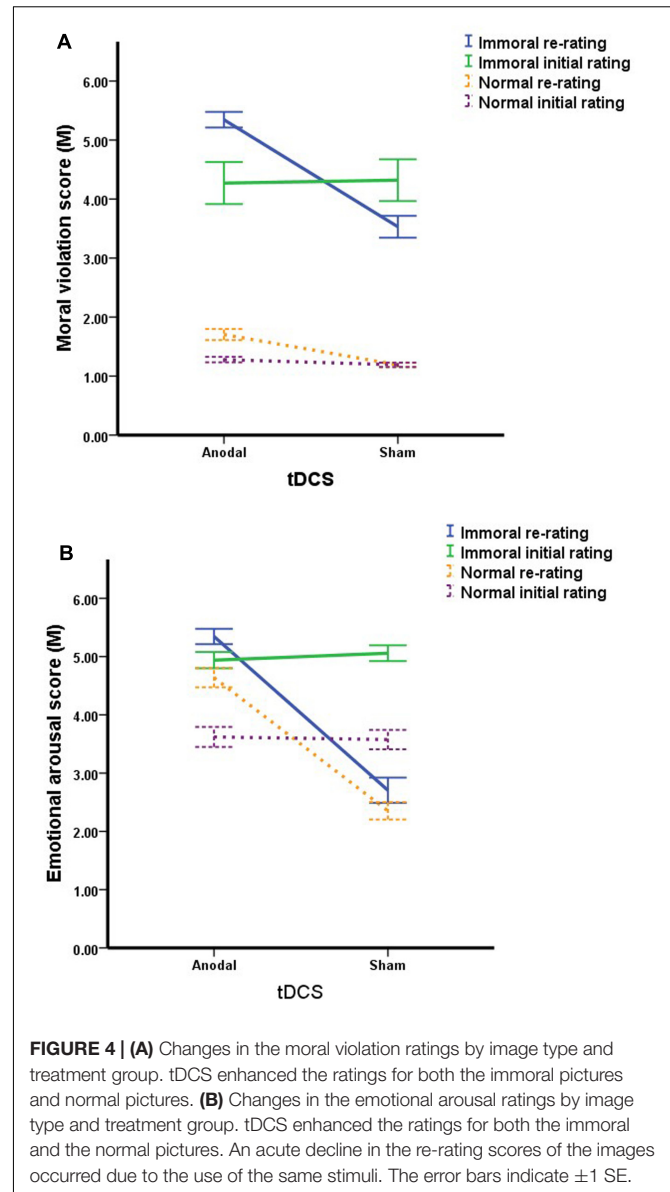 A
Immoral re-rating
Immoral initial rating
Normal re-rating
Normal initial rating
Moral violation score (M)
6.00
5.00
4.00
3.00
2.00
1.00
0.00
Anodal Sham
tDCS
B
Immoral re-rating
Immoral initial rating
Normal re-rating
Normal initial rating
Emotional arousal score (M)
6.00
5.00
4.00
3.00
2.00
1.00
0.00
Anodal Sham
tDCS
FIGURE 4 | (A) Changes in the moral violation ratings by image type and
treatment group. tDCS enhanced the ratings for both the immoral pictures
and normal pictures. (B) Changes in the emotional arousal ratings by image
type and treatment group. tDCS enhanced the ratings for both the immoral
and the normal pictures. An acute decline in the re-rating scores of the images
occurred due to the use of the same stimuli. The error bars indicate ±1 SE.